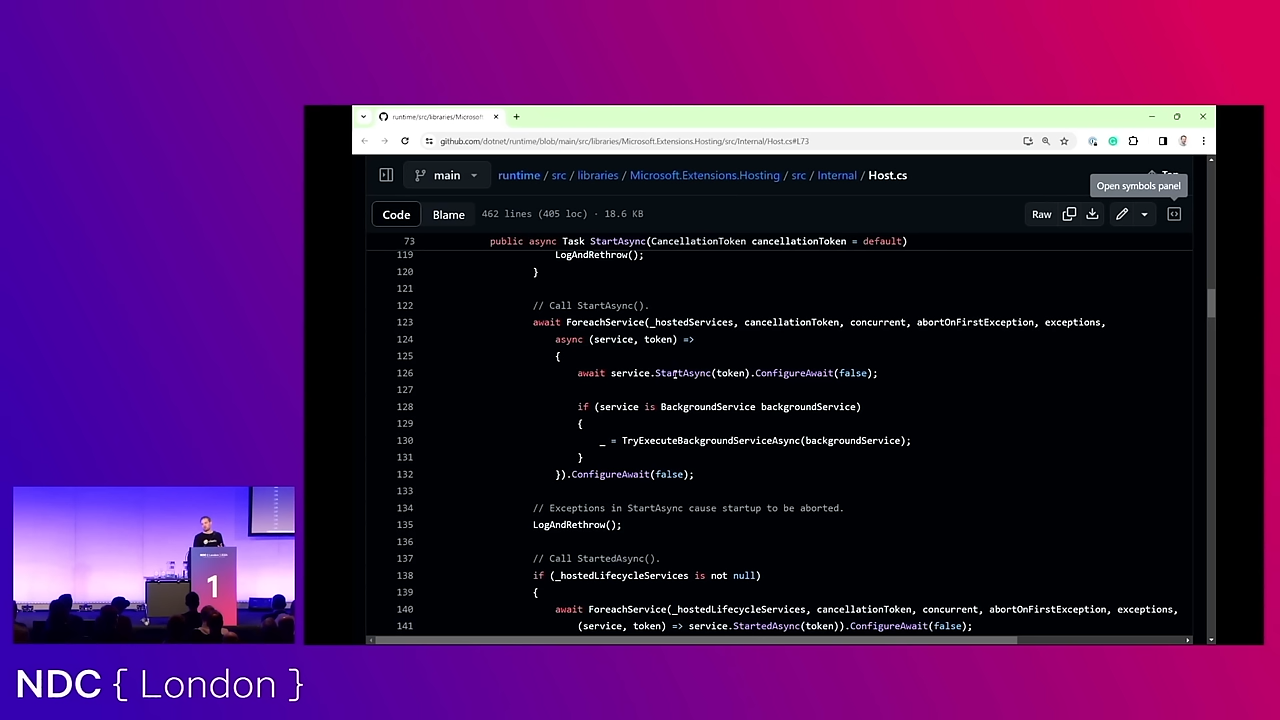 runtime/src/libraries/Microsof
github.com/dotnet/runtime/blob/main/src/libraries/Microsoft.Extensions.Hosting/src/Internal/Host.cs#L73
main
runtime / src / libraries / Microsoft.Extensions.Hosting / src / Internal / Host.cs
Top
Open symbols panel
Code
Blame
462 lines (405 loc) · 18.6 KB
Raw
73 public async Task StartAsync(CancellationToken cancellationToken = default)
119 LogAndRethrow();
120 }
121
122 // Call StartAsync().
123 await ForeachService(_hostedServices, cancellationToken, concurrent, abortOnFirstException, exceptions,
124 async (service, token) =>
125 {
126 await service.StartAsync(token).ConfigureAwait(false);
127
128 if (service is BackgroundService backgroundService)
129 {
130 _ = TryExecuteBackgroundServiceAsync(backgroundService);
131 }
132 }).ConfigureAwait(false);
133
134 // Exceptions in StartAsync cause startup to be aborted.
135 LogAndRethrow();
136
137 // Call StartedAsync().
138 if (_hostedLifecycleServices is not null)
139 {
140 await ForeachService(_hostedLifecycleServices, cancellationToken, concurrent, abortOnFirstException, exceptions,
141 (service, token) => service.StartedAsync(token)).ConfigureAwait(false);
1
NDC { London }